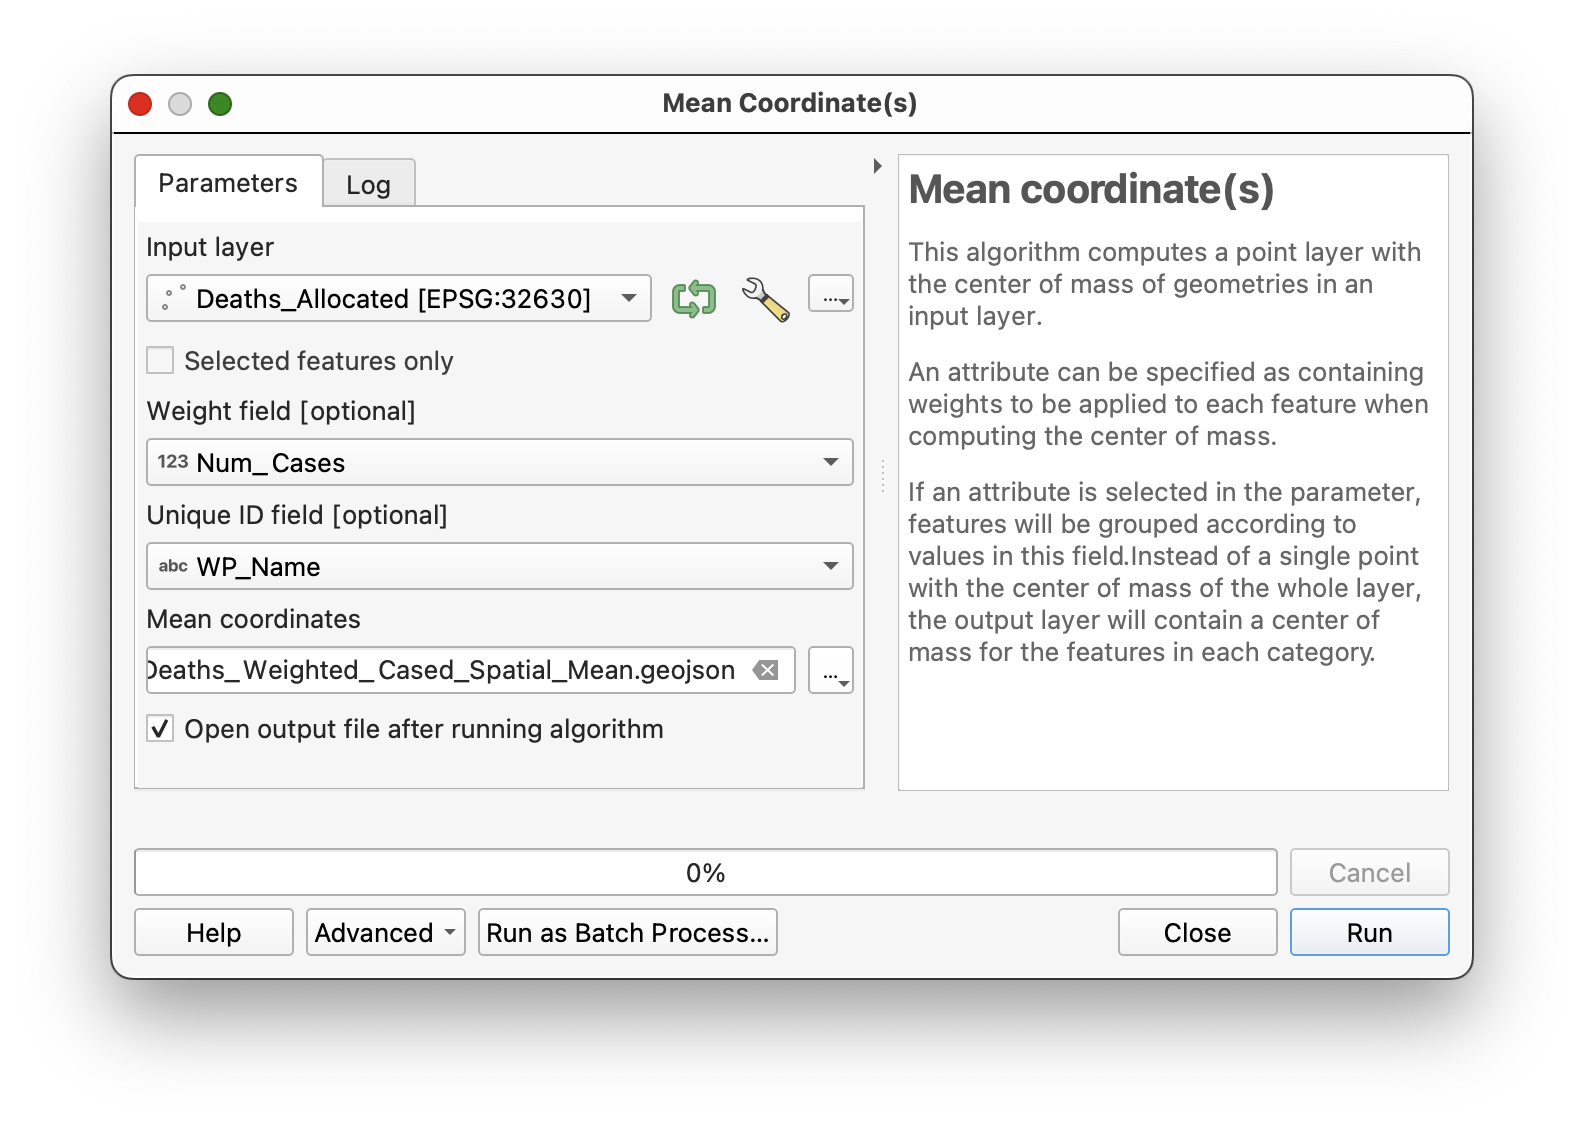 Mean Coordinate(s)
Parameters
Log
Input layer
Deaths_Allocated [EPSG:32630]
...
Selected features only
Weight field [optional]
123 Num_Cases
Unique ID field [optional]
abc WP_Name
Mean coordinates
Deaths_Weighted_Cased_Spatial_Mean.geojson
...
Open output file after running algorithm
Mean coordinate(s)
This algorithm computes a point layer with
the center of mass of geometries in an
input layer.
An attribute can be specified as containing
weights to be applied to each feature when
computing the center of mass.
If an attribute is selected in the parameter,
features will be grouped according to
values in this field.Instead of a single point
with the center of mass of the whole layer,
the output layer will contain a center of
mass for the features in each category.
0%
Cancel
Help
Advanced
Run as Batch Process...
Close
Run